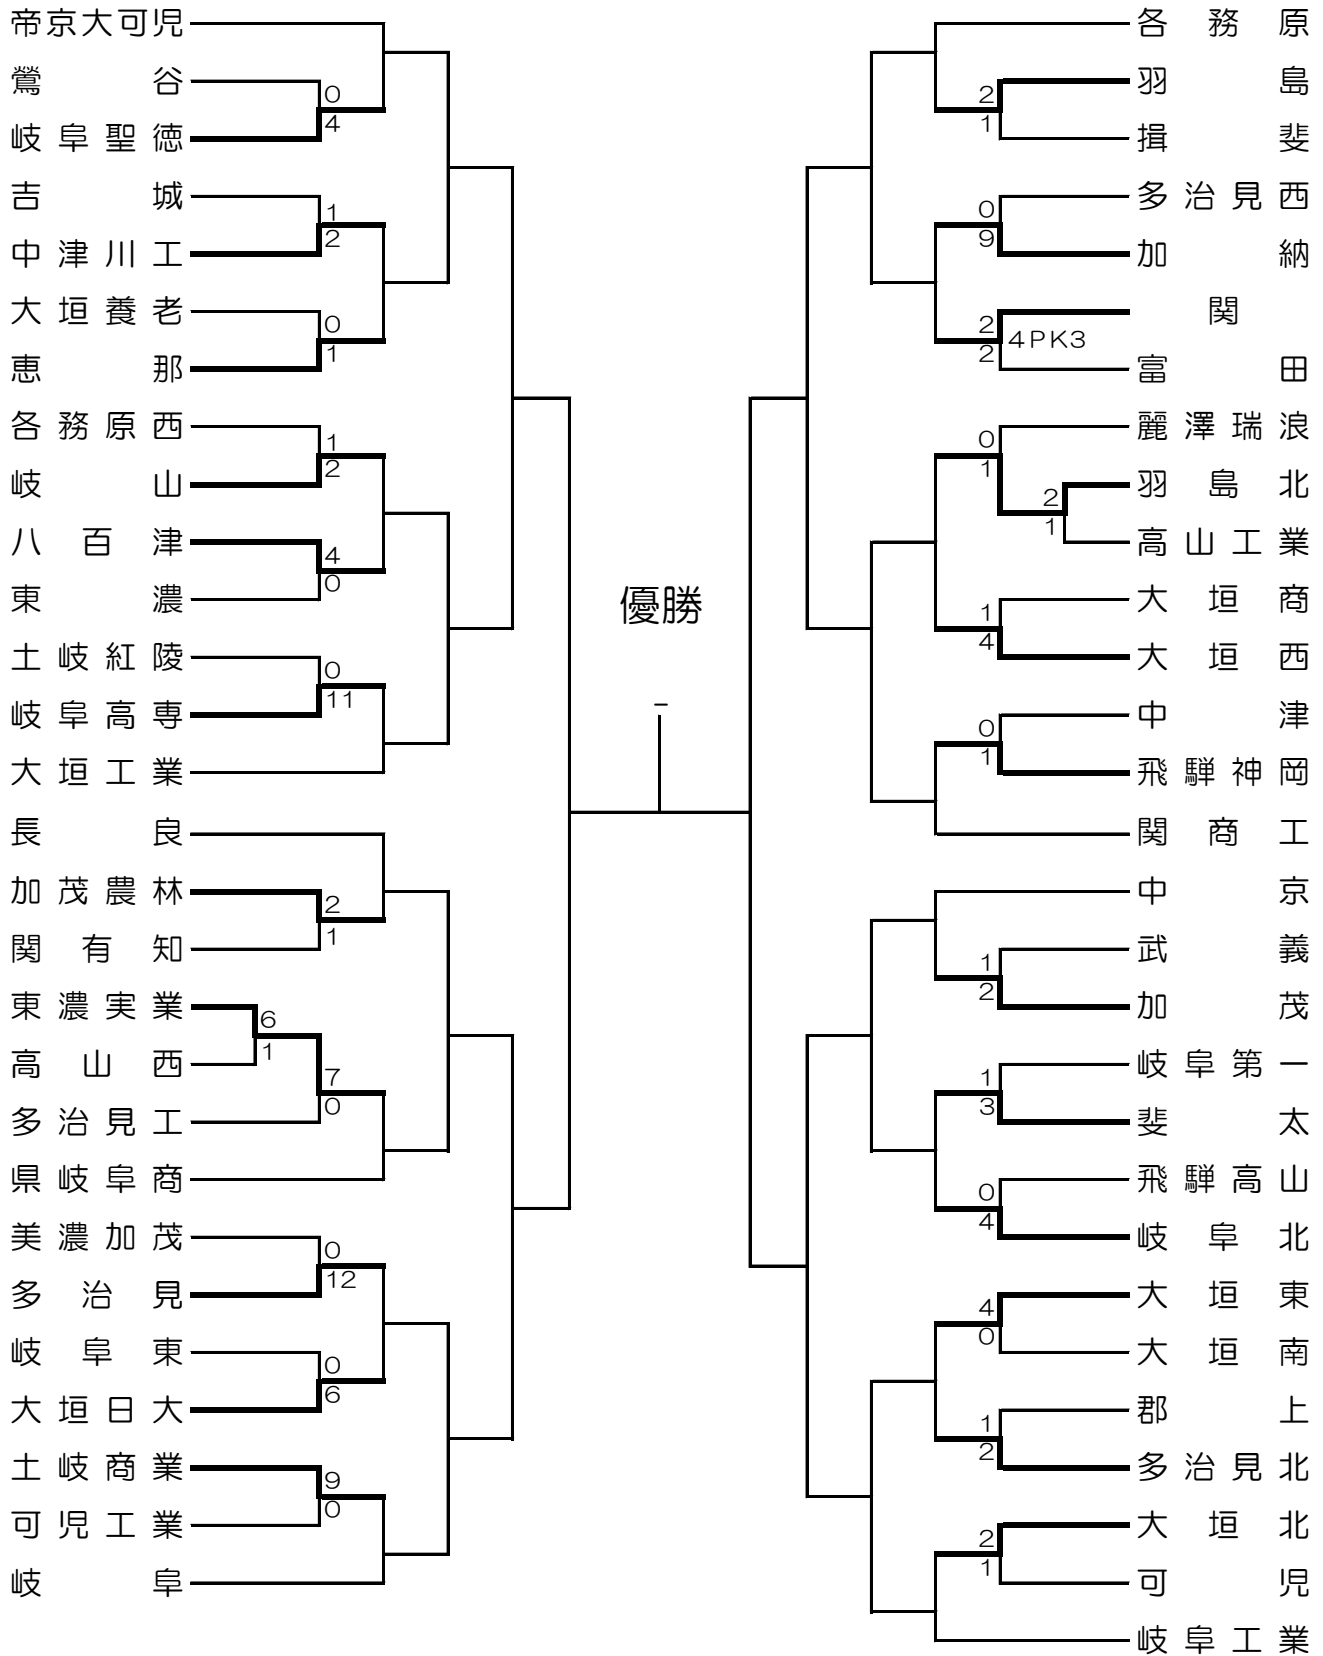 帝京大可児
鶯谷
0
4
岐阜聖徳
吉城
1
2
中津川工
大垣養老
0
1
恵那
各務原西
1
2
岐山
八百津
4
0
東濃
土岐紅陵
0
11
岐阜高専
大垣工業
長良
加茂農林
2
1
関有知
東濃実業
6
1
高山西
7
0
多治見工
県岐阜商
美濃加茂
0
12
多治見
岐阜東
0
6
大垣日大
土岐商業
9
0
可児工業
岐阜
優勝
-
各務原
羽島
2
1
揖斐
多治見西
0
9
加納
関
2
2
4PK3
富田
麗澤瑞浪
0
1
羽島北
2
1
高山工業
大垣商
1
4
大垣西
中津
0
1
飛騨神岡
関商工
中京
武義
1
2
加茂
岐阜第一
1
3
斐太
飛騨高山
0
4
岐阜北
大垣東
4
0
大垣南
郡上
1
2
多治見北
大垣北
2
1
可児
岐阜工業